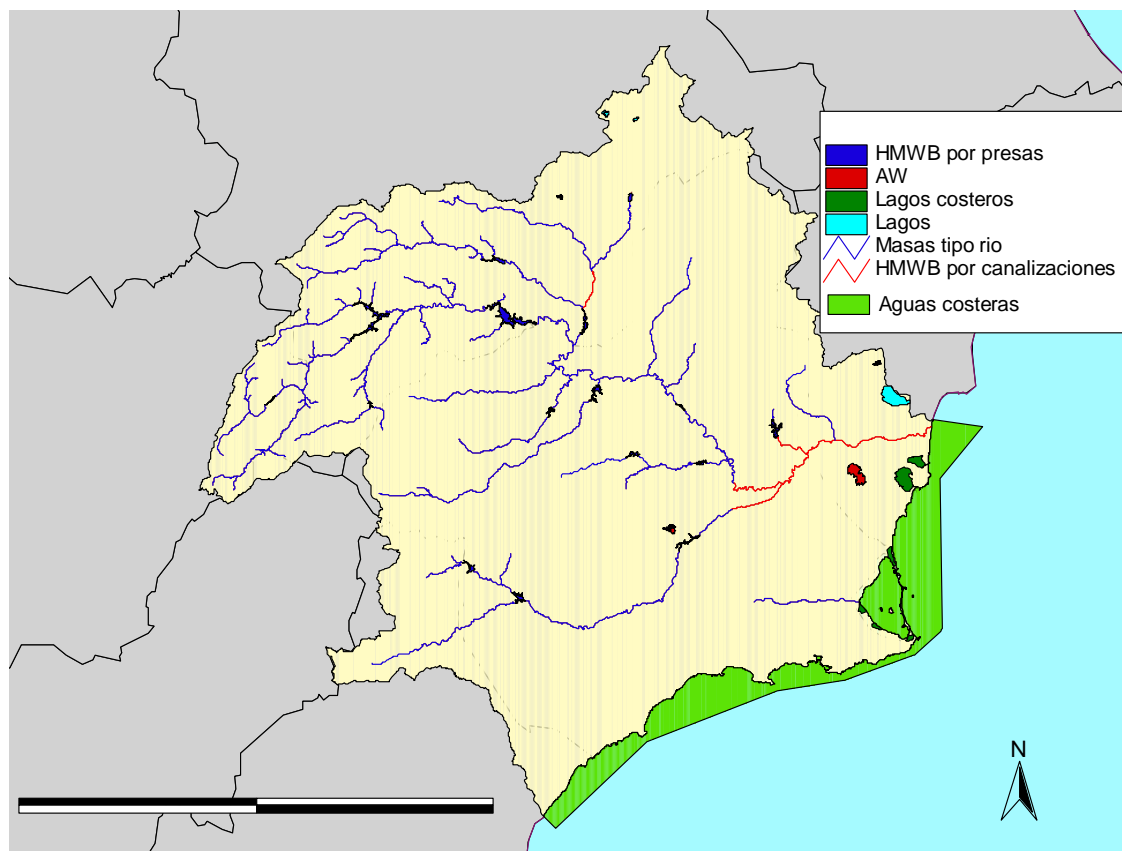 HMWB por presas
AW
Lagos costeros
Lagos
Masas tipo rio
HMWB por canalizaciones
Aguas costeras
N